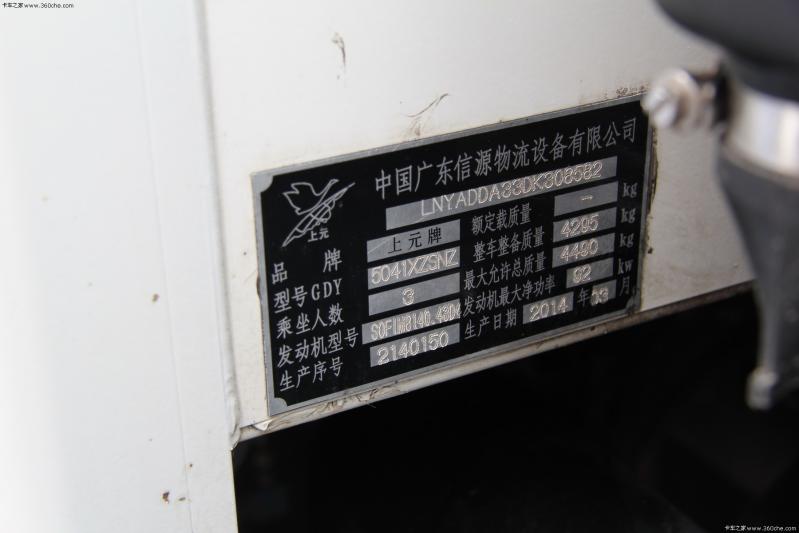 卡车之家 www.360che.com
中国广东信源物流设备有限公司
LNYADDA33DK308582
上元
品牌 上元牌 额定载质量 — kg
型号GDY 5041XZSNZ 整车整备质量 4295 kg
乘坐人数 3 最大允许总质量 4490 kg
发动机型号 SOFIM8140.43D4 发动机最大净功率 92 kw
生产序号 2140150 生产日期 2014 年 03 月
卡车之家 www.360che.com